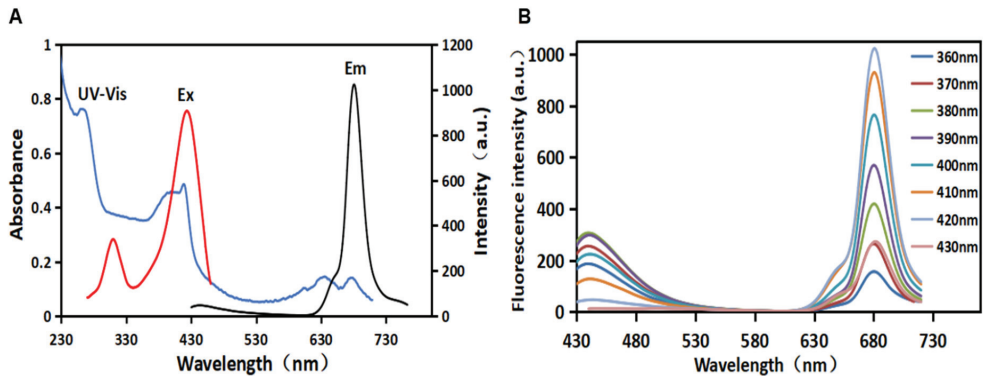 A
1
0.8
0.6
0.4
0.2
0
Absorbance
UV-Vis
Ex
Em
1200
1000
800
600
400
200
0
Intensity（a.u.）
230 330 430 530 630 730
Wavelength（nm）
B
1000
800
600
400
200
0
Fluorescence intensity (a.u.)
360nm
370nm
380nm
390nm
400nm
410nm
420nm
430nm
430 480 530 580 630 680 730
Wavelength（nm）